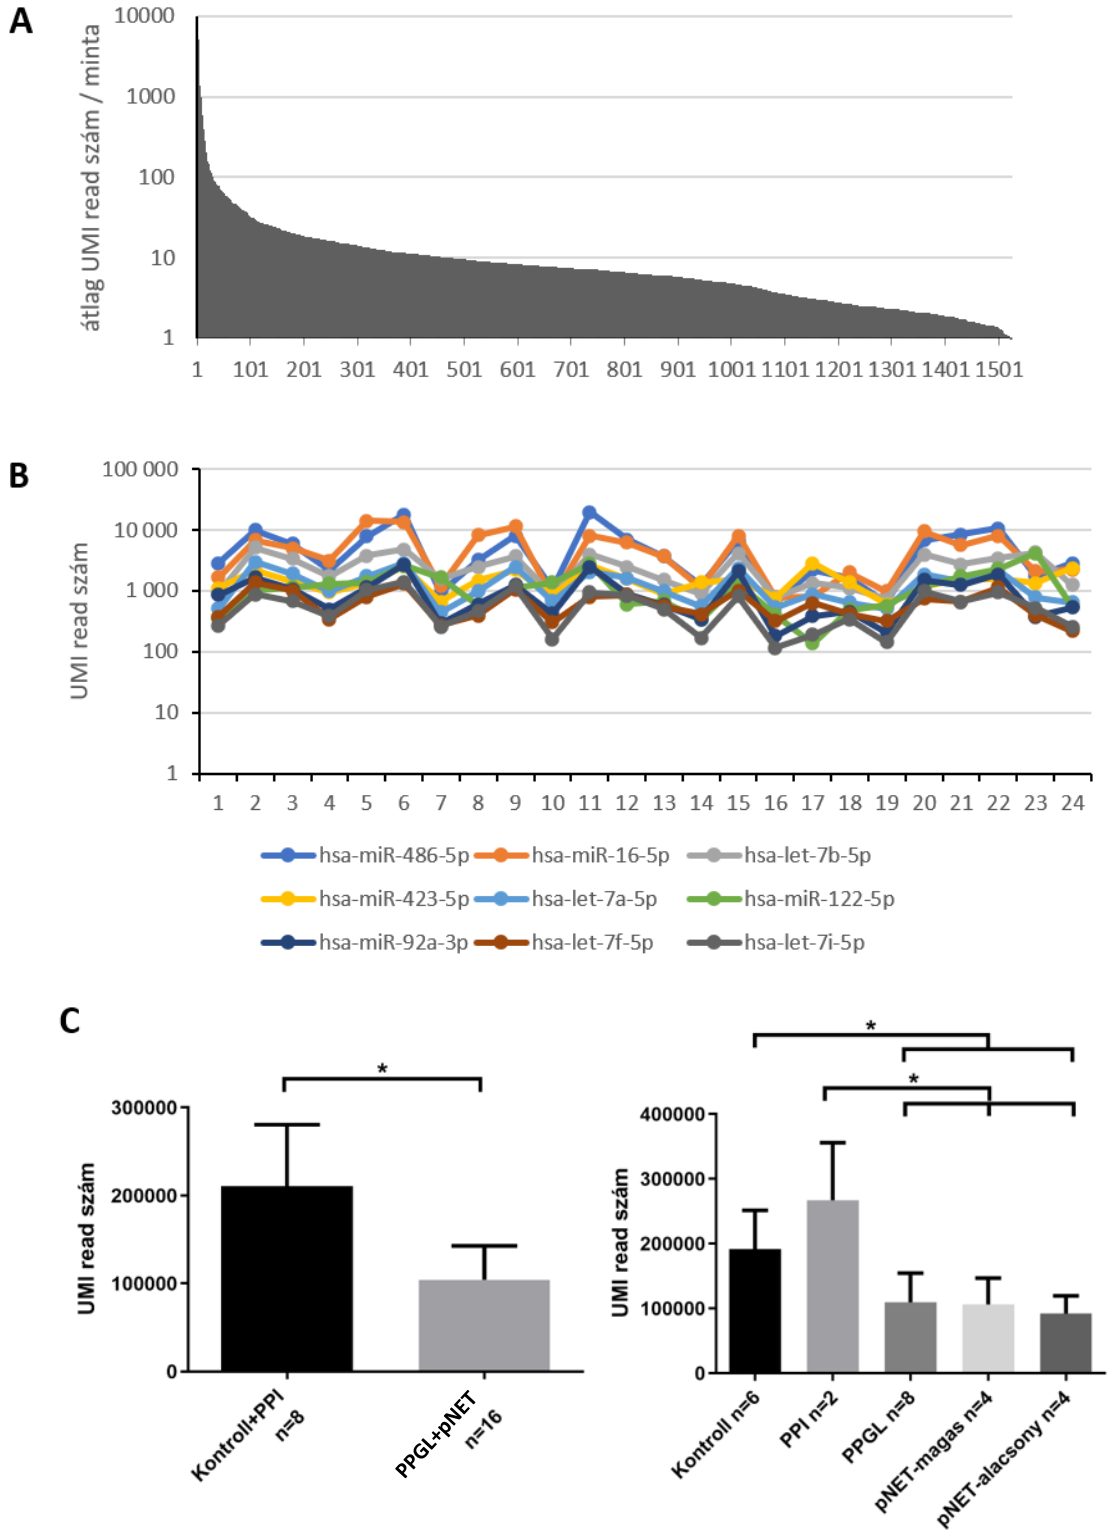 A
átlag UMI read szám / minta
10000
1000
100
10
1
1 101 201 301 401 501 601 701 801 901 1001 1101 1201 1301 1401 1501
B
UMI read szám
100 000
10 000
1 000
100
10
1
1 2 3 4 5 6 7 8 9 10 11 12 13 14 15 16 17 18 19 20 21 22 23 24
hsa-miR-486-5p hsa-miR-16-5p hsa-let-7b-5p
hsa-miR-423-5p hsa-let-7a-5p hsa-miR-122-5p
hsa-miR-92a-3p hsa-let-7f-5p hsa-let-7i-5p
C
*
UMI read szám
300000
200000
100000
0
Kontroll+PPI
n=8
PPGL+pNET
n=16
*
*
UMI read szám
400000
300000
200000
100000
0
Kontroll n=6
PPI n=2
PPGL n=8
pNET-magas n=4
pNET-alacsony n=4